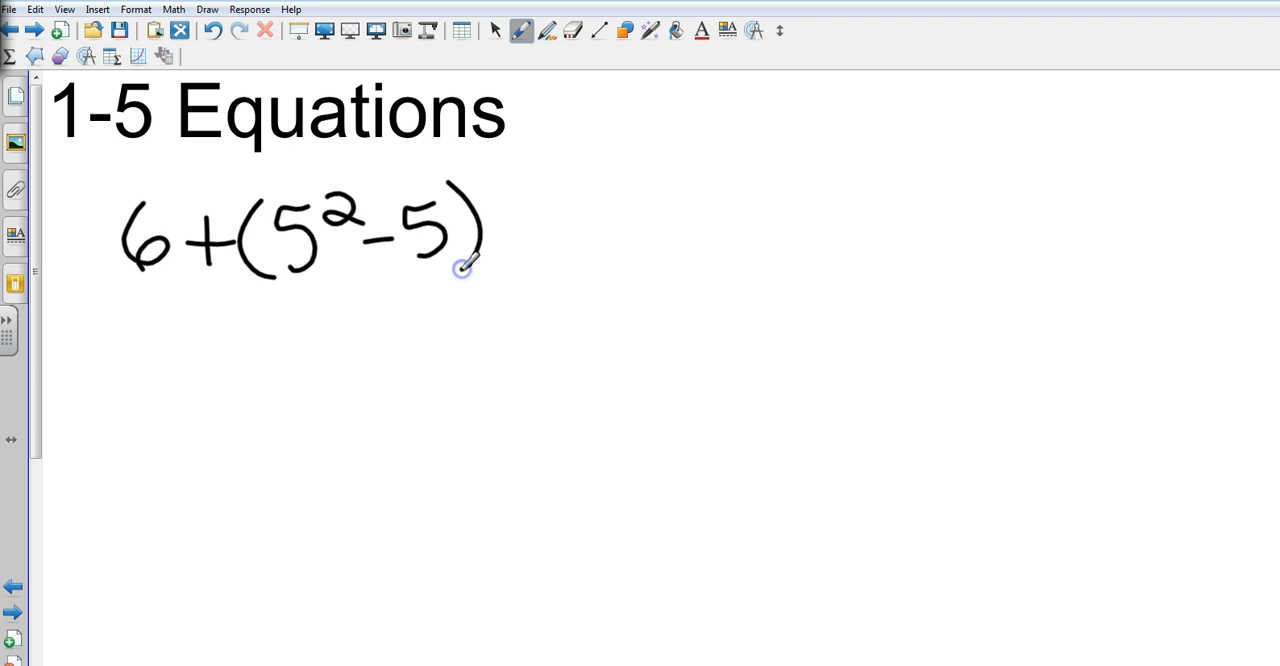 File Edit View Insert Format Math Draw Response Help
1-5 Equations
6+(5²-5)